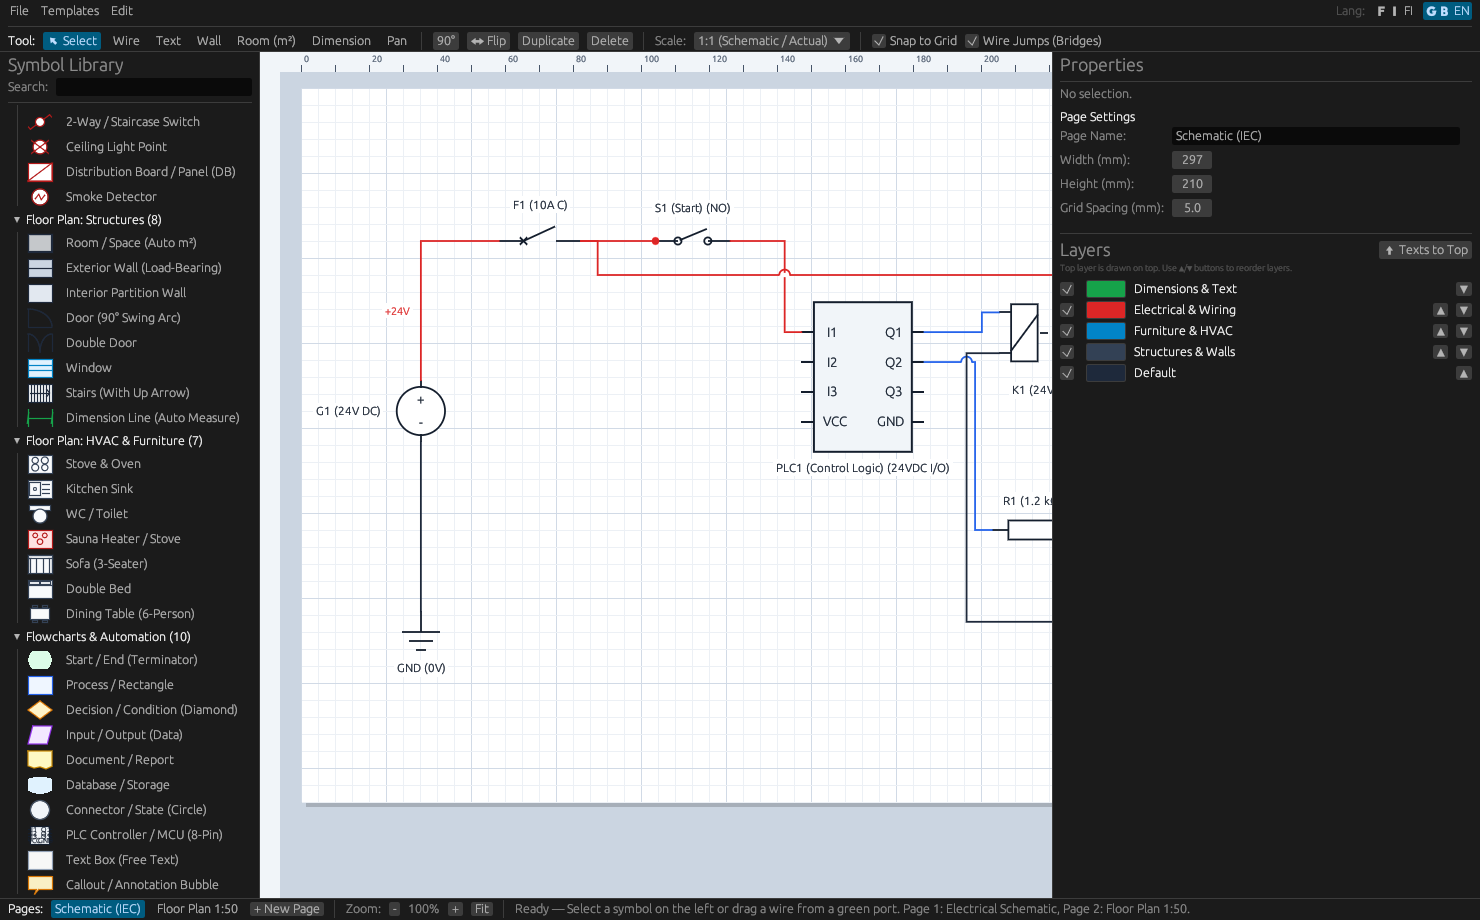 File Templates Edit Lang: FI FI GB EN
Tool: Select Wire Text Wall Room (m²) Dimension Pan 90° Flip Duplicate Delete Scale: 1:1 (Schematic / Actual) Snap to Grid Wire Jumps (Bridges)
Symbol Library
Search:
2-Way / Staircase Switch
Ceiling Light Point
Distribution Board / Panel (DB)
Smoke Detector
Floor Plan: Structures (8)
Room / Space (Auto m²)
Exterior Wall (Load-Bearing)
Interior Partition Wall
Door (90° Swing Arc)
Double Door
Window
Stairs (With Up Arrow)
Dimension Line (Auto Measure)
Floor Plan: HVAC & Furniture (7)
Stove & Oven
Kitchen Sink
WC / Toilet
Sauna Heater / Stove
Sofa (3-Seater)
Double Bed
Dining Table (6-Person)
Flowcharts & Automation (10)
Start / End (Terminator)
Process / Rectangle
Decision / Condition (Diamond)
Input / Output (Data)
Document / Report
Database / Storage
Connector / State (Circle)
PLC Controller / MCU (8-Pin)
Text Box (Free Text)
Callout / Annotation Bubble
0 20 40 60 80 100 120 140 160 180 200
F1 (10A C)
S1 (Start) (NO)
+24V
G1 (24V DC)
+
-
GND (0V)
I1 Q1
I2 Q2
I3 Q3
VCC GND
PLC1 (Control Logic) (24VDC I/O)
K1 (24V
R1 (1.2 k
Properties
No selection.
Page Settings
Page Name: Schematic (IEC)
Width (mm): 297
Height (mm): 210
Grid Spacing (mm): 5.0
Layers Texts to Top
Top layer is drawn on top. Use ▲/▼ buttons to reorder layers.
Dimensions & Text
Electrical & Wiring
Furniture & HVAC
Structures & Walls
Default
Pages: Schematic (IEC) Floor Plan 1:50 + New Page Zoom: - 100% + Fit Ready — Select a symbol on the left or drag a wire from a green port. Page 1: Electrical Schematic, Page 2: Floor Plan 1:50.